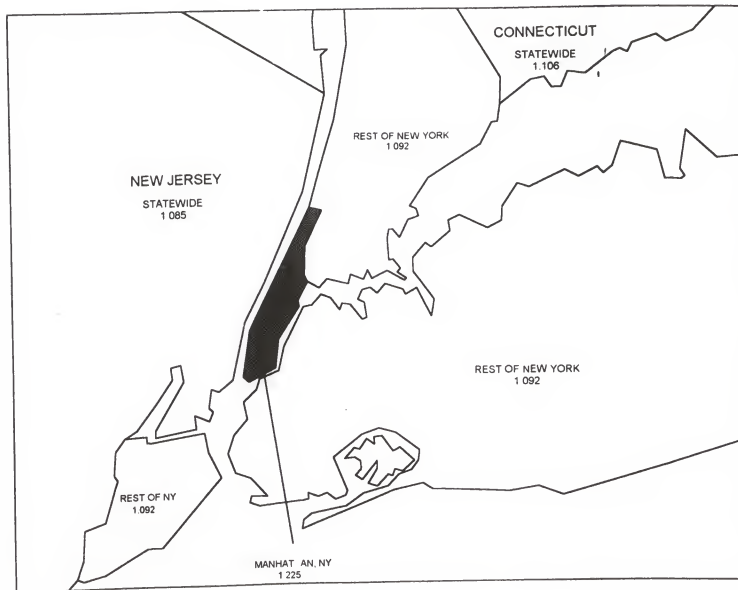 CONNECTICUT
STATEWIDE
1.106
REST OF NEW YORK
1 092
NEW JERSEY
STATEWIDE
1 085
REST OF NEW YORK
1 092
REST OF NY
1.092
MANHAT AN, NY
1 225